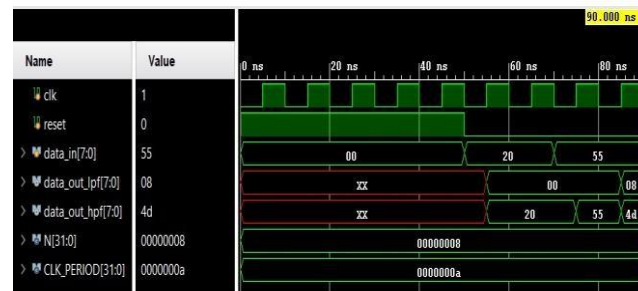 90.000 ns
Name Value
0 ns 20 ns 40 ns 60 ns 80 ns
clk 1
reset 0
data_in[7:0] 55 00 20 55
data_out_lpf[7:0] 08 XX 00 08
data_out_hpf[7:0] 4d XX 20 55 4d
N[31:0] 00000008 00000008
CLK_PERIOD[31:0] 0000000a 0000000a